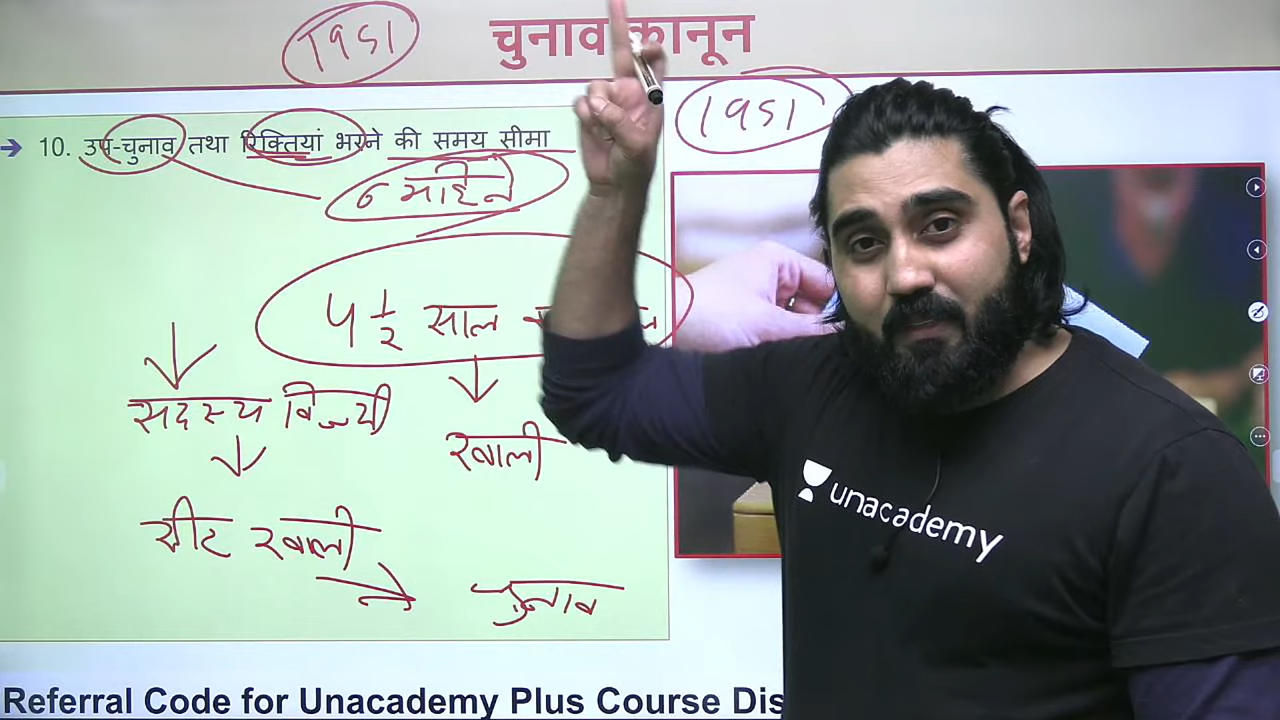 1951
चुनाव कानून
1951
10. उप-चुनाव तथा रिक्तियां भरने की समय सीमा
6 महिने
4 1/2 साल
सदस्य विजयी
खाली
सीट खाली
चुनाव
unacademy
Referral Code for Unacademy Plus Course Dis